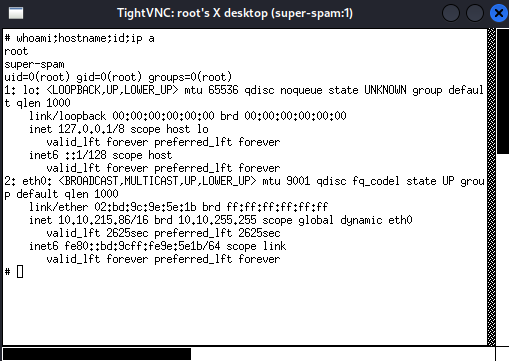 TightVNC: root's X desktop (super-spam:1)
# whoami;hostname;id;ip a
root
super-spam
uid=0(root) gid=0(root) groups=0(root)
1: lo: <LOOPBACK,UP,LOWER_UP> mtu 65536 qdisc noqueue state UNKNOWN group defaul
t qlen 1000
    link/loopback 00:00:00:00:00:00 brd 00:00:00:00:00:00
    inet 127.0.0.1/8 scope host lo
       valid_lft forever preferred_lft forever
    inet6 ::1/128 scope host
       valid_lft forever preferred_lft forever
2: eth0: <BROADCAST,MULTICAST,UP,LOWER_UP> mtu 9001 qdisc fq_codel state UP grou
p default qlen 1000
    link/ether 02:bd:9c:9e:5e:1b brd ff:ff:ff:ff:ff:ff
    inet 10.10.215.86/16 brd 10.10.255.255 scope global dynamic eth0
       valid_lft 2625sec preferred_lft 2625sec
    inet6 fe80::bd:9cff:fe9e:5e1b/64 scope link
       valid_lft forever preferred_lft forever
#